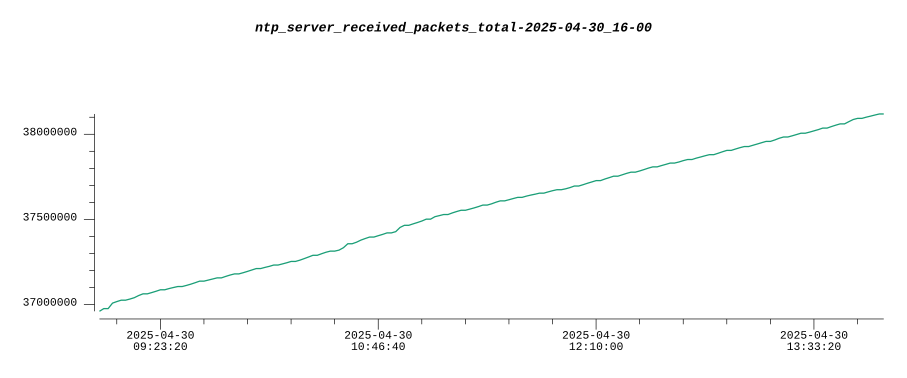 ntp_server_received_packets_total-2025-04-30_16-00
38000000
37500000
37000000
2025-04-30 2025-04-30 2025-04-30 2025-04-30
09:23:20 10:46:40 12:10:00 13:33:20